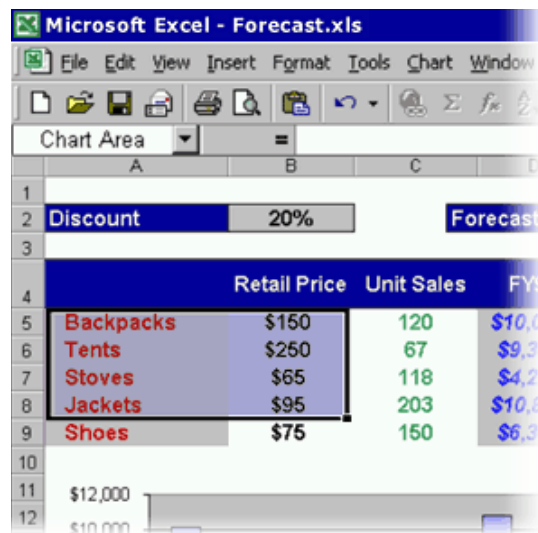 Microsoft Excel - Forecast.xls
File Edit View Insert Format Tools Chart Window
Chart Area =
A B C D
1
2 Discount 20% Forecast
3
4 Retail Price Unit Sales
5 Backpacks $150 120
6 Tents $250 67
7 Stoves $65 118
8 Jackets $95 203
9 Shoes $75 150
10
11 $12,000
12 $10,000